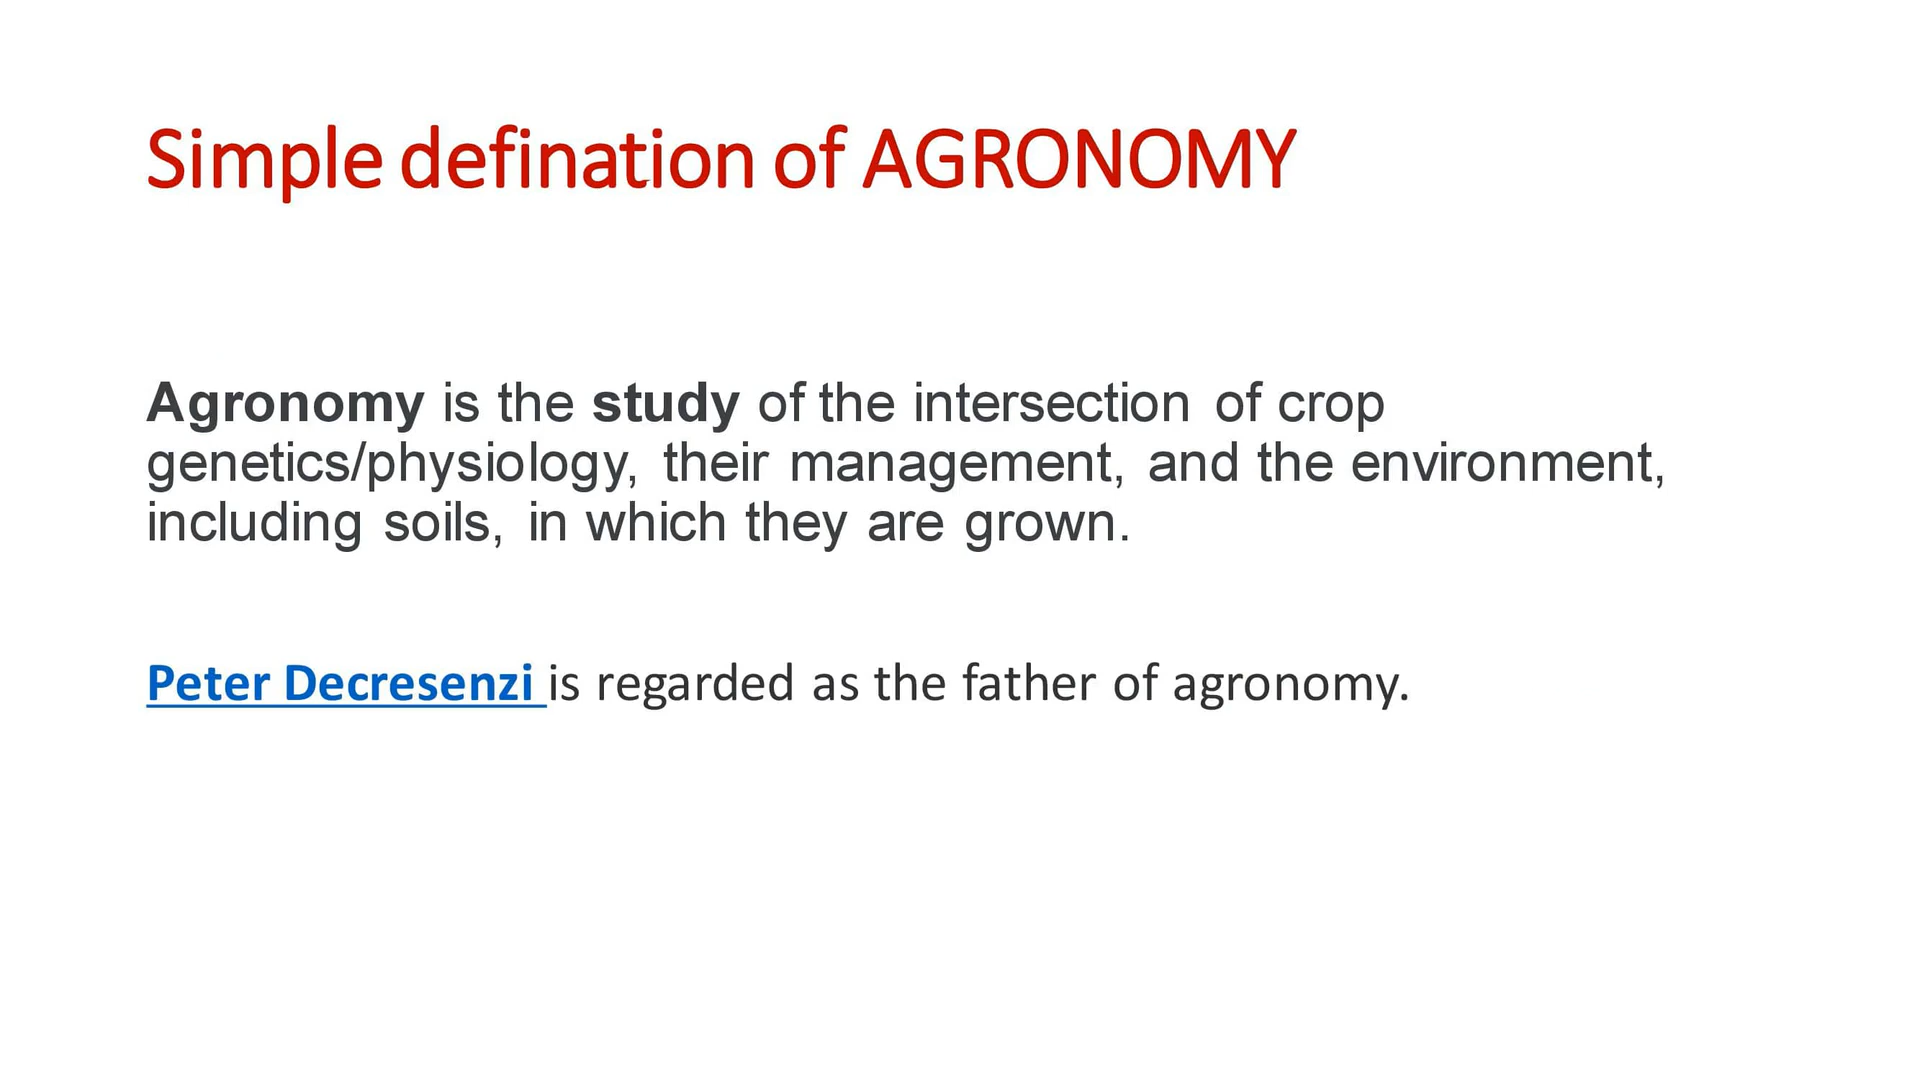 Simple defination of AGRONOMY
Agronomy is the study of the intersection of crop
genetics/physiology, their management, and the environment,
including soils, in which they are grown.
Peter Decresenzi is regarded as the father of agronomy.